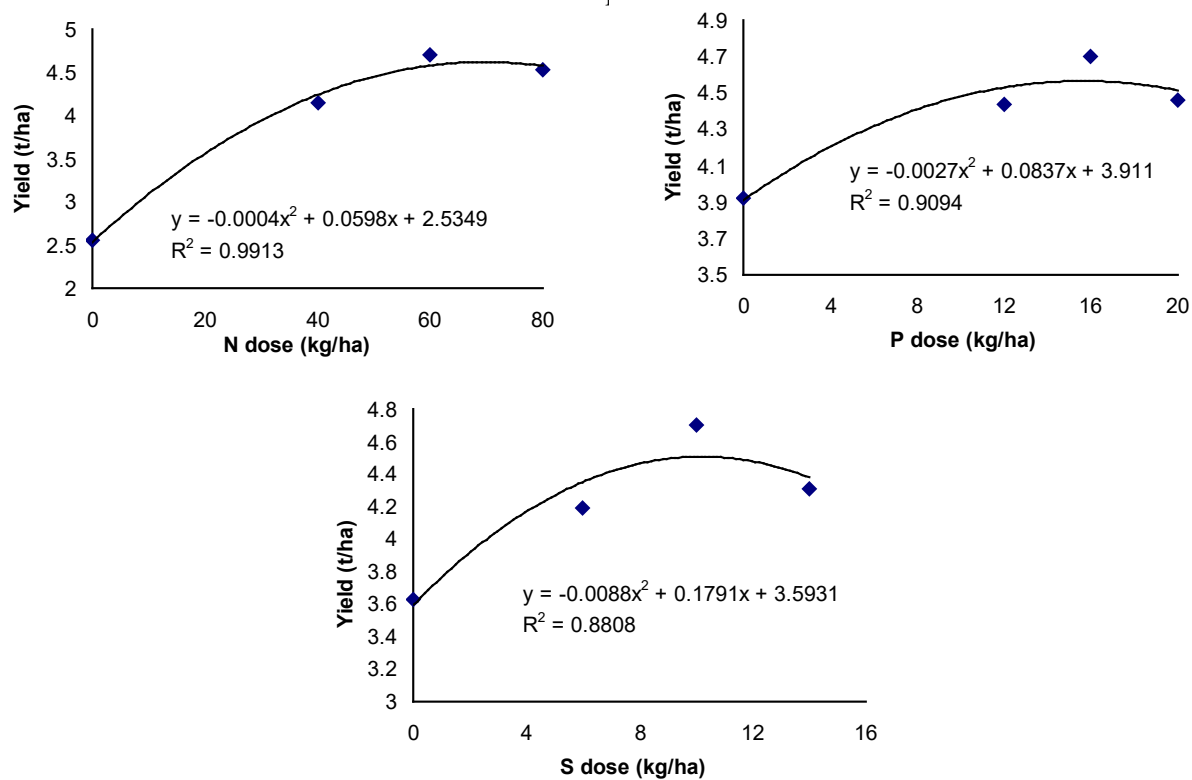 ]
5
4.5
4
3.5
3
2.5
2
Yield (t/ha)
y = -0.0004x² + 0.0598x + 2.5349
R² = 0.9913
0 20 40 60 80
N dose (kg/ha)
4.9
4.7
4.5
4.3
4.1
3.9
3.7
3.5
Yield (t/ha)
y = -0.0027x² + 0.0837x + 3.911
R² = 0.9094
0 4 8 12 16 20
P dose (kg/ha)
4.8
4.6
4.4
4.2
4
3.8
3.6
3.4
3.2
3
Yield (t/ha)
y = -0.0088x² + 0.1791x + 3.5931
R² = 0.8808
0 4 8 12 16
S dose (kg/ha)